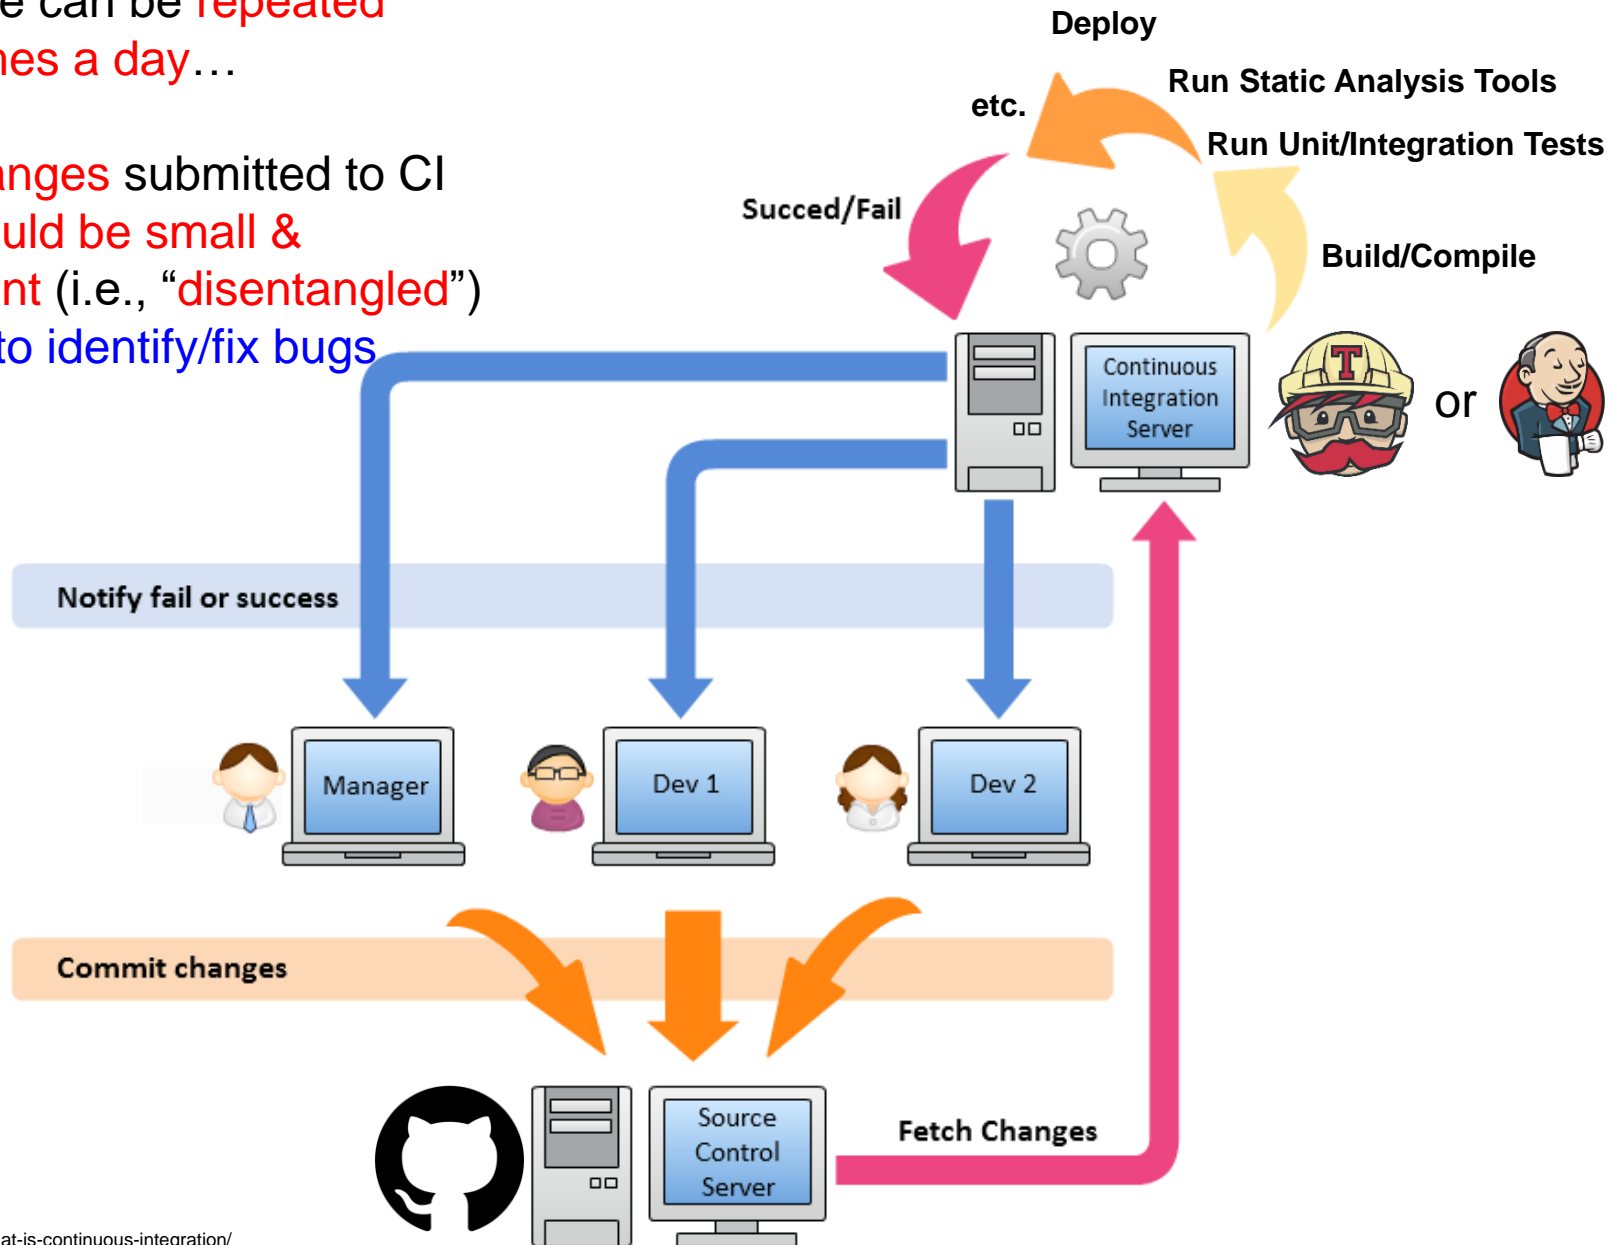 e can be repeated
nes a day…
anges submitted to CI
uld be small &
nt (i.e., “disentangled”)
to identify/fix bugs
Deploy
Run Static Analysis Tools
etc.
Run Unit/Integration Tests
Succed/Fail
Build/Compile
Continuous
Integration
Server
T
or
Notify fail or success
Manager
Dev 1
Dev 2
Commit changes
Source
Control
Server
Fetch Changes
at-is-continuous-integration/